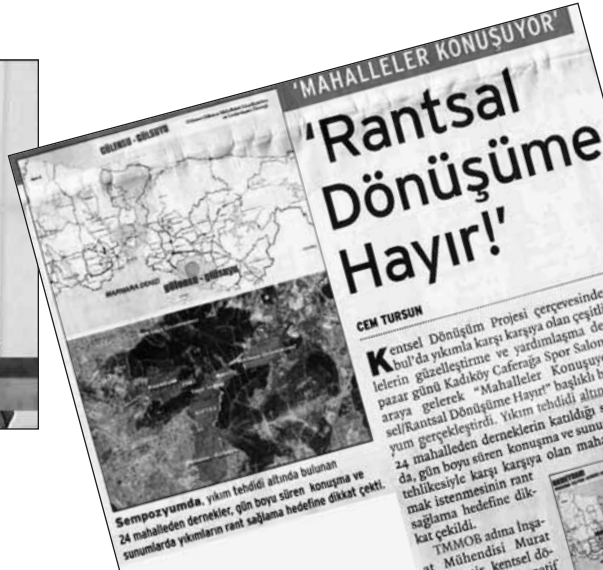 'MAHALLELER KONUŞUYOR'
'Rantsal
Dönüşüme
Hayır!'
GÜLENSU - GÜLSUYU
MARMARA DENİZİ
GÜLENSU - GÜLSUYU
Sempozyumda, yıkım tehdidi altında bulunan
24 mahalleden dernekler, gün boyu süren konuşma ve
sunumlarda yıkımların rant sağlama hedefine dikkat çekti.
CEM TURSUN
Kentsel Dönüşüm Projesi çerçevesinde
bul'da yıkımla karşı karşıya olan çeşitli
lelerin güzelleştirme ve yardımlaşma de
pazar günü Kadıköy Caferağa Spor Salon
araya gelerek "Mahalleler Konuşuyo
sel/Rantsal Dönüşüme Hayır!" başlıklı b
yum gerçekleştirdi. Yıkım tehdidi altın
24 mahalleden derneklerin katıldığı s
da, gün boyu süren konuşma ve sunu
tehlikesiyle karşı karşıya olan maha
mak istenmesinin rant
sağlama hedefine dik-
kat çekildi.
TMMOB adına İnşa-
at Mühendisi Murat
kentsel dö-